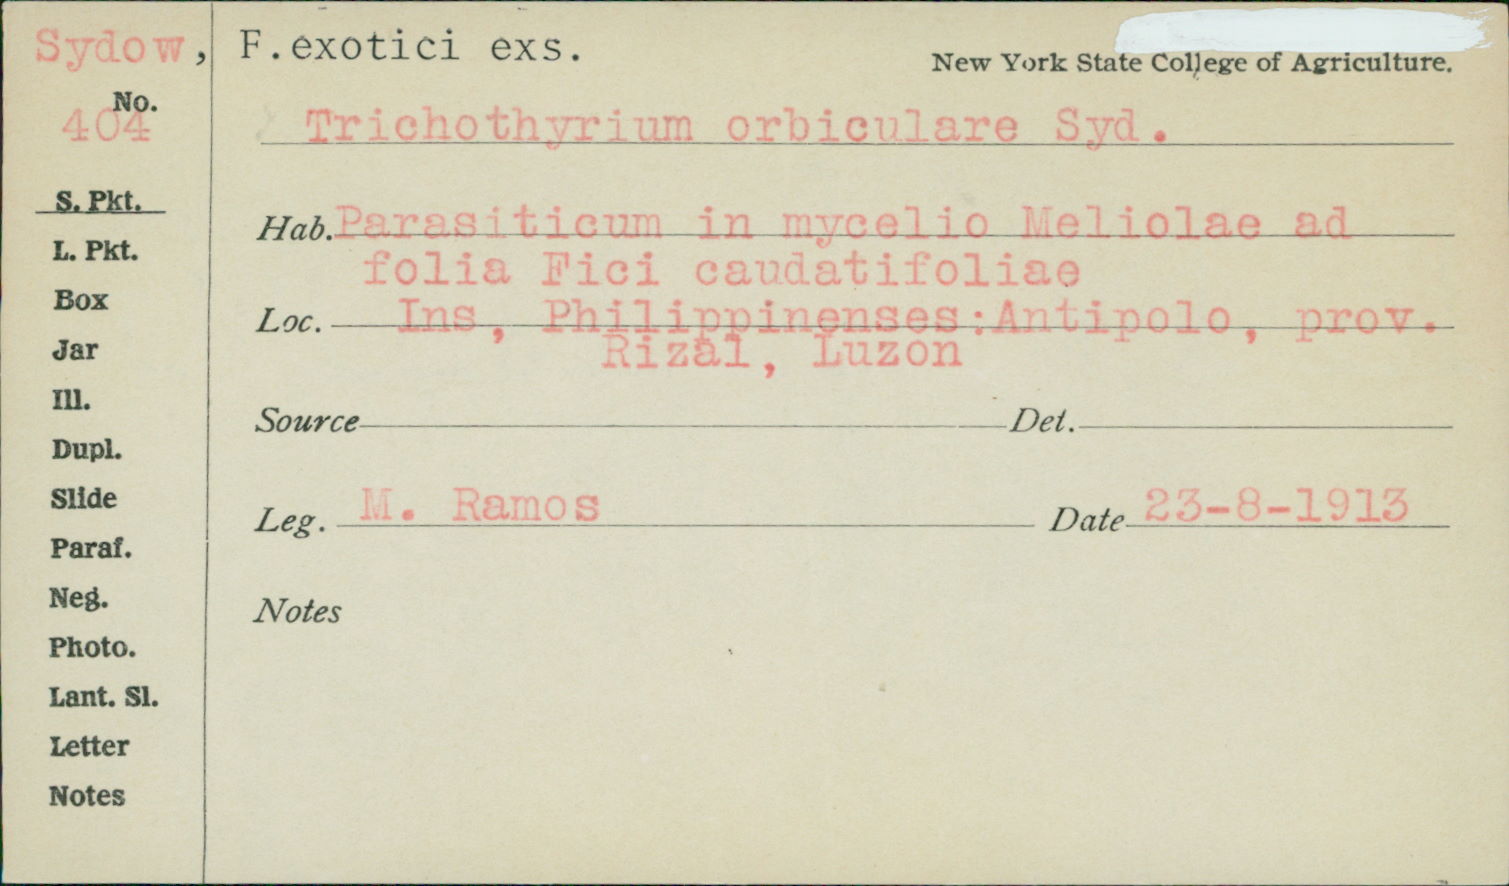 Sydow, F.exotici exs.
New York State College of Agriculture.
No.
404
Trichothyrium orbiculare Syd.
S. Pkt.
L. Pkt.
Box
Jar
Ill.
Dupl.
Slide
Paraf.
Neg.
Photo.
Lant. Sl.
Letter
Notes
Hab. Parasiticum in mycelio Meliolae ad
folia Fici caudatifoliae
Loc. Ins, Philippinenses:Antipolo, prov.
Rizal, Luzon
Source Det.
Leg. M. Ramos Date 23-8-1913
Notes